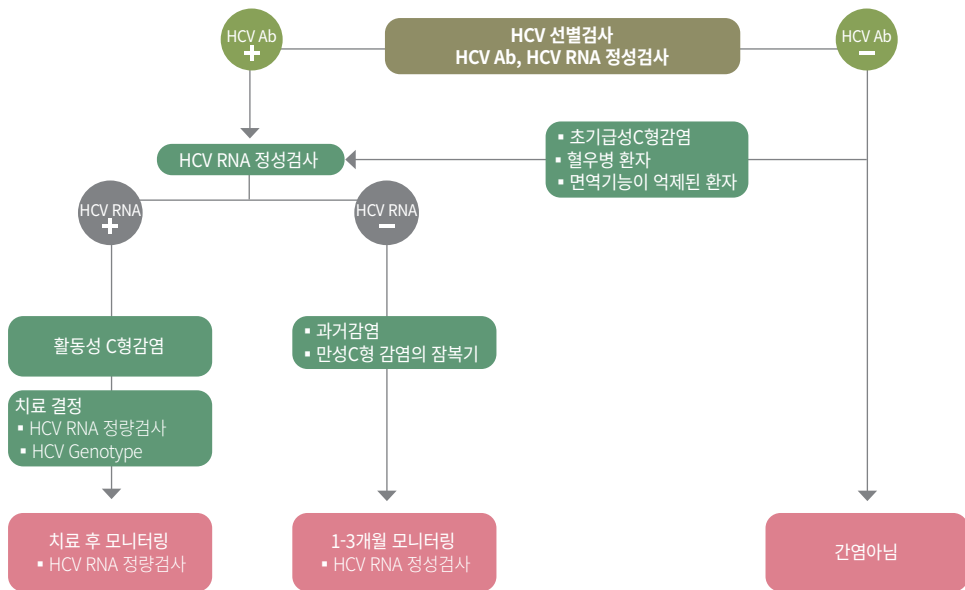 HCV Ab
+
HCV 선별검사
HCV Ab, HCV RNA 정성검사
HCV Ab
−
HCV RNA 정성검사
▪ 초기급성C형감염
▪ 혈우병 환자
▪ 면역기능이 억제된 환자
HCV RNA
+
HCV RNA
−
활동성 C형감염
▪ 과거감염
▪ 만성C형 감염의 잠복기
치료 결정
▪ HCV RNA 정량검사
▪ HCV Genotype
치료 후 모니터링
▪ HCV RNA 정량검사
1-3개월 모니터링
▪ HCV RNA 정성검사
간염아님